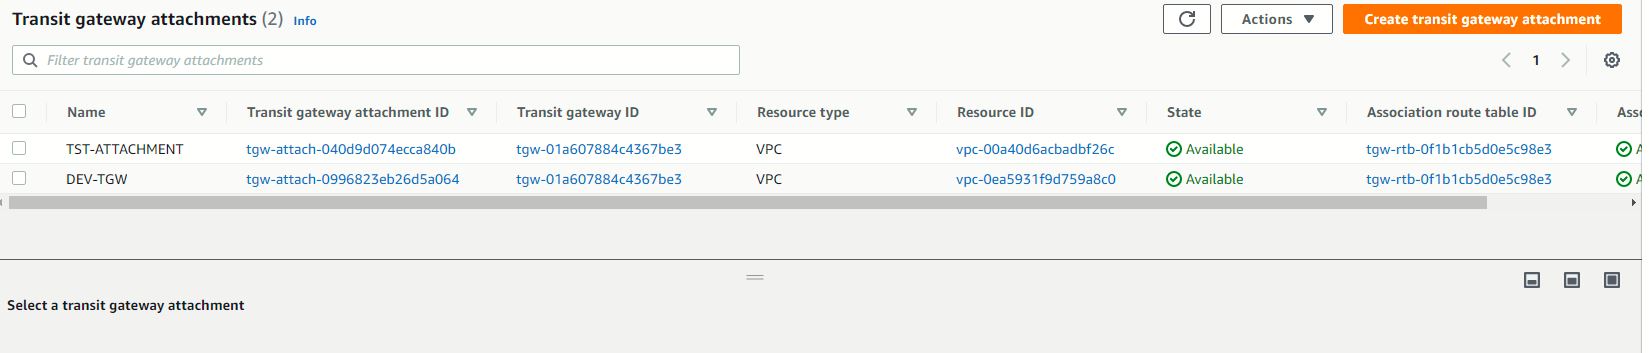 Transit gateway attachments (2) Info
Actions
Create transit gateway attachment
Filter transit gateway attachments
1
Name Transit gateway attachment ID Transit gateway ID Resource type Resource ID State Association route table ID
TST-ATTACHMENT tgw-attach-040d9d074ecca840b tgw-01a607884c4367be3 VPC vpc-00a40d6acbadbf26c Available tgw-rtb-0f1b1cb5d0e5c98e3
DEV-TGW tgw-attach-0996823eb26d5a064 tgw-01a607884c4367be3 VPC vpc-0ea5931f9d759a8c0 Available tgw-rtb-0f1b1cb5d0e5c98e3
Select a transit gateway attachment